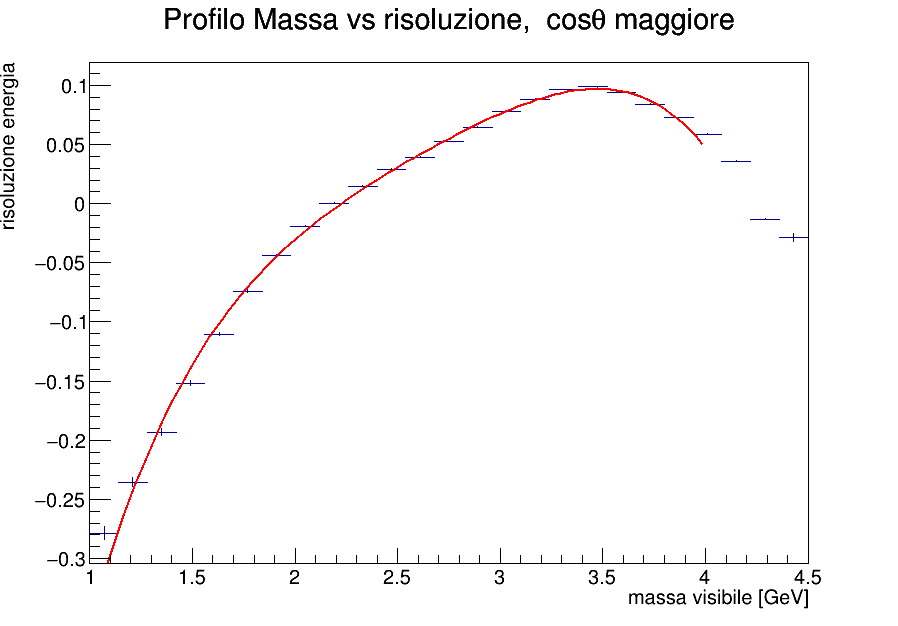 Profilo Massa vs risoluzione,  cosθ maggiore
risoluzione energia
0.1
0.05
0
−0.05
−0.1
−0.15
−0.2
−0.25
−0.3
1 1.5 2 2.5 3 3.5 4 4.5
massa visibile [GeV]